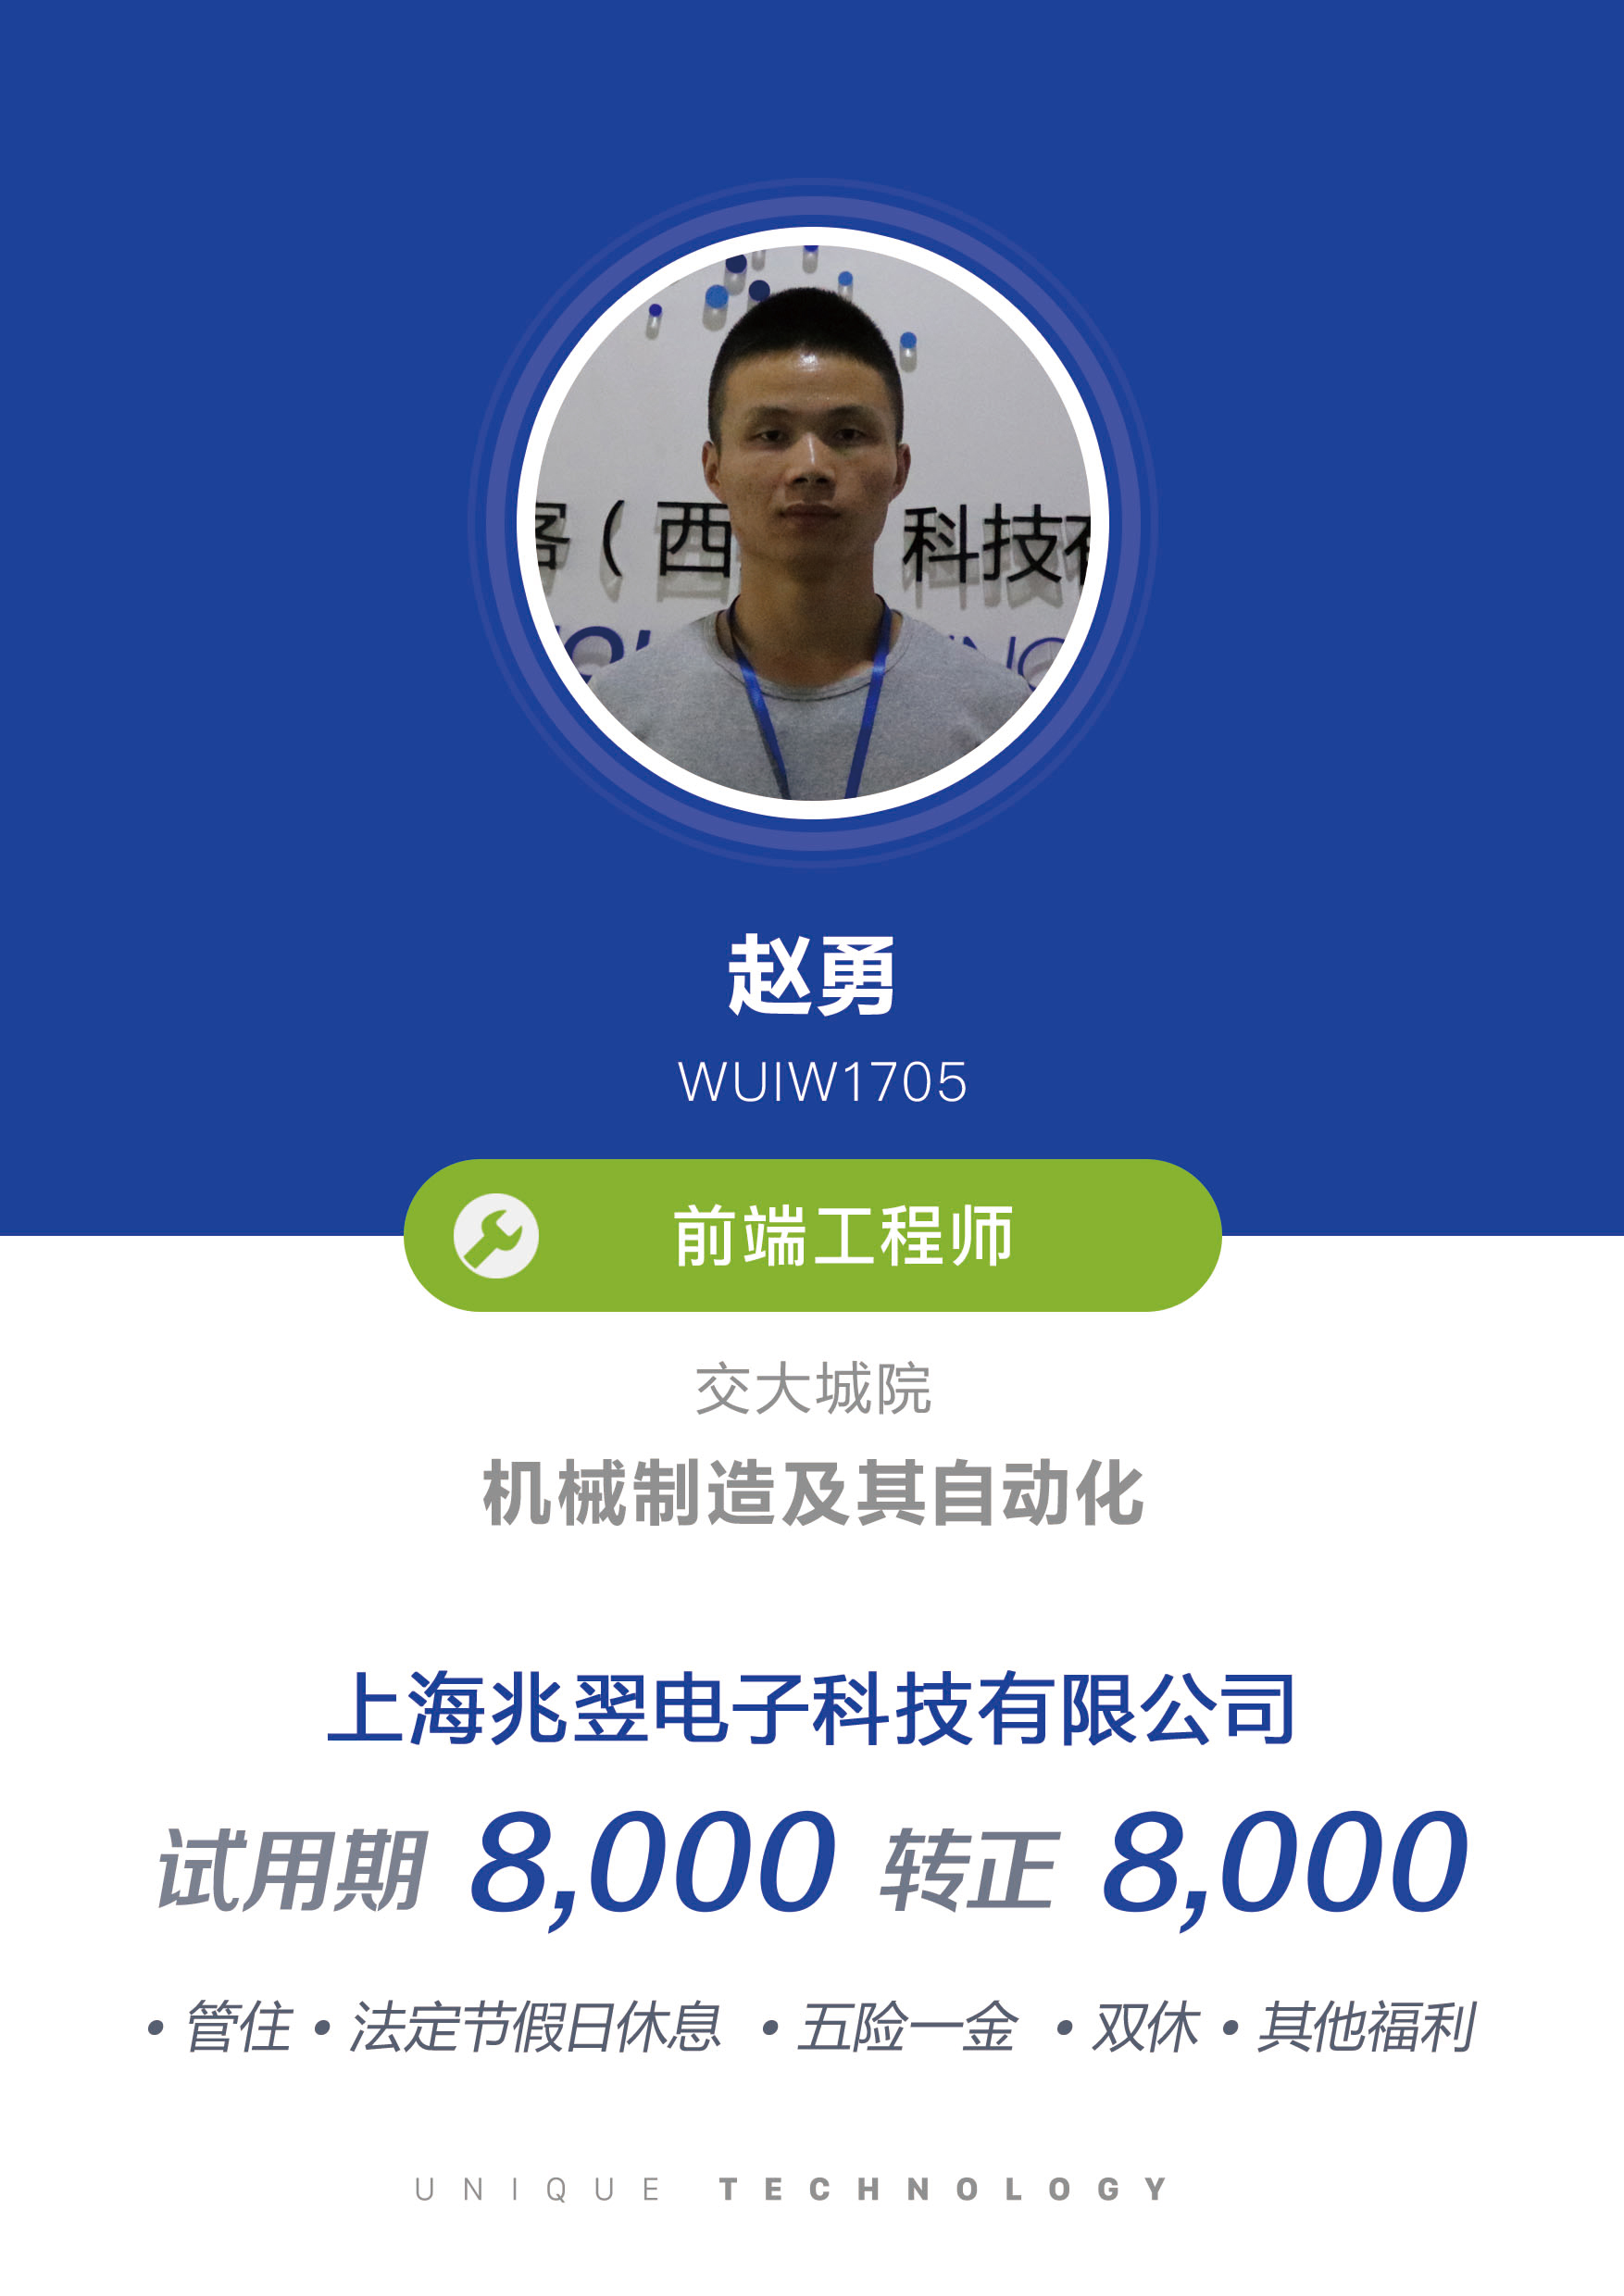 客（西 科技有
赵勇
WUIW1705
前端工程师
交大城院
机械制造及其自动化
上海兆翌电子科技有限公司
试用期 8,000 转正 8,000
• 管住 • 法定节假日休息 • 五险一金 • 双休 • 其他福利
UNIQUE TECHNOLOGY